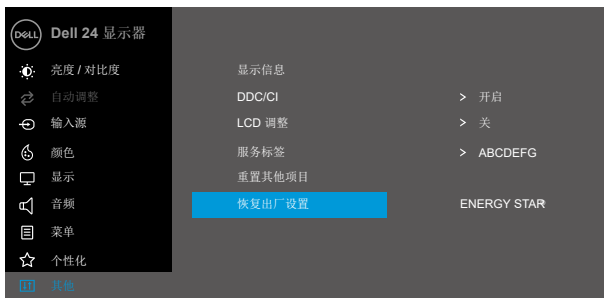 DELL Dell 24 显示器
亮度 / 对比度 显示信息
自动调整 DDC/CI > 开启
输入源 LCD 调整 > 关
颜色 服务标签 > ABCDEFG
显示 重置其他项目
音频 恢复出厂设置 ENERGY STAR®
菜单
个性化
其他